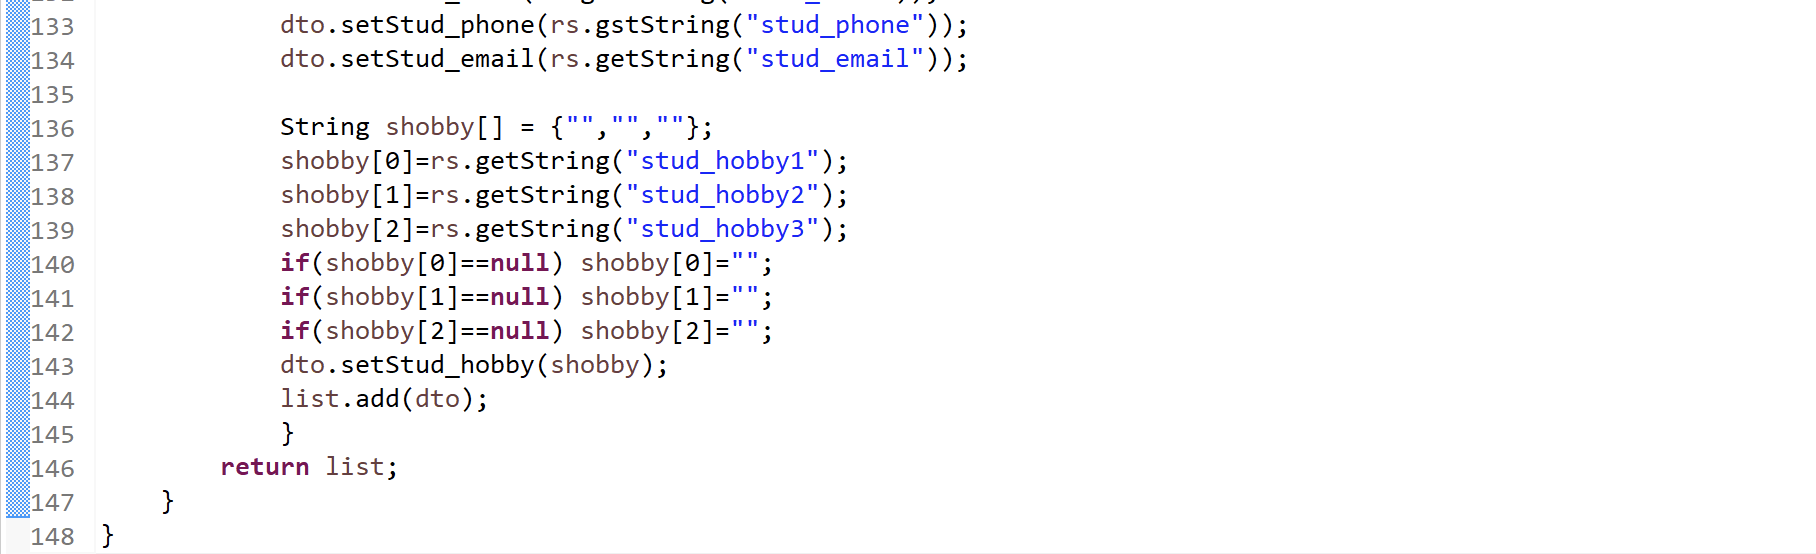 133 dto.setStud_phone(rs.gstString("stud_phone"));
134 dto.setStud_email(rs.getString("stud_email"));
135
136 String shobby[] = {"","",""};
137 shobby[0]=rs.getString("stud_hobby1");
138 shobby[1]=rs.getString("stud_hobby2");
139 shobby[2]=rs.getString("stud_hobby3");
140 if(shobby[0]==null) shobby[0]="";
141 if(shobby[1]==null) shobby[1]="";
142 if(shobby[2]==null) shobby[2]="";
143 dto.setStud_hobby(shobby);
144 list.add(dto);
145 }
146 return list;
147 }
148 }